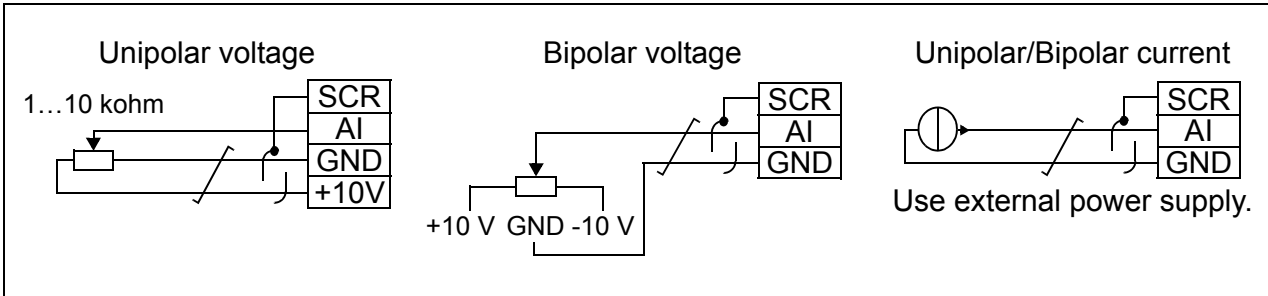 Unipolar voltage
1…10 kohm
SCR
AI
GND
+10V
Bipolar voltage
SCR
AI
GND
+10 V GND -10 V
Unipolar/Bipolar current
SCR
AI
GND
Use external power supply.